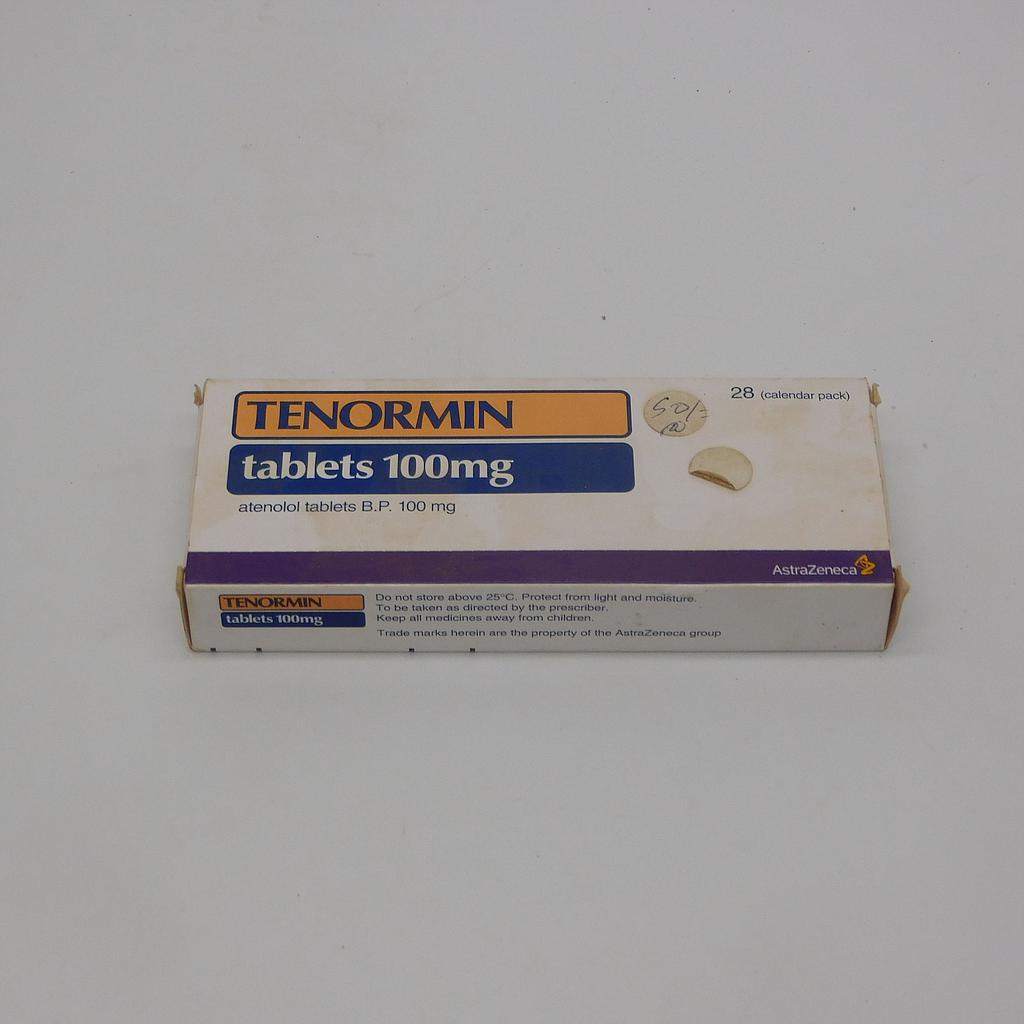 TENORMIN
tablets 100mg
atenolol tablets B.P. 100 mg
28 (calendar pack)
50/-
AstraZeneca
TENORMIN
tablets 100mg
Do not store above 25°C. Protect from light and moisture.
To be taken as directed by the prescriber.
Keep all medicines away from children.
Trade marks herein are the property of the AstraZeneca group